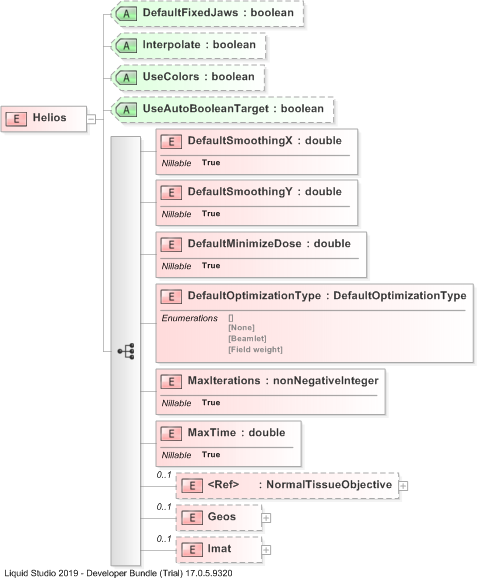 A DefaultFixedJaws : boolean
A Interpolate : boolean
A UseColors : boolean
A UseAutoBooleanTarget : boolean
E Helios
E DefaultSmoothingX : double
Nillable True
E DefaultSmoothingY : double
Nillable True
E DefaultMinimizeDose : double
Nillable True
E DefaultOptimizationType : DefaultOptimizationType
Enumerations []
[None]
[Beamlet]
[Field weight]
E MaxIterations : nonNegativeInteger
Nillable True
E MaxTime : double
Nillable True
0..1
E <Ref> : NormalTissueObjective
0..1
E Geos
0..1
E Imat
Liquid Studio 2019 - Developer Bundle (Trial) 17.0.5.9320